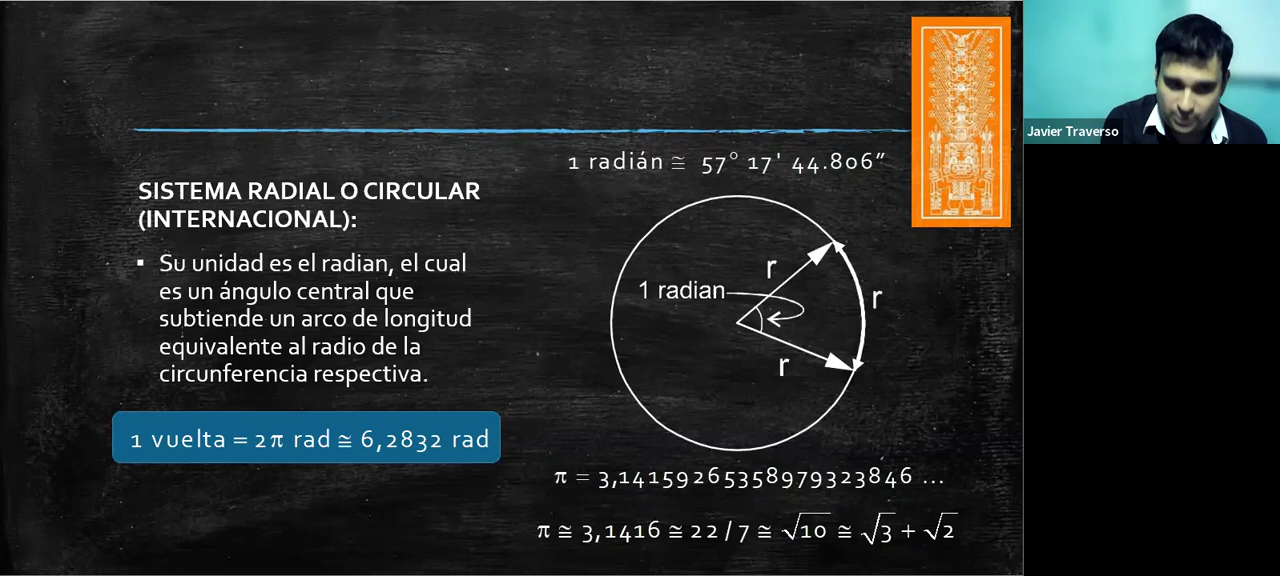 Javier Traverso
1 radián ≅ 57° 17' 44.806”
SISTEMA RADIAL O CIRCULAR
(INTERNACIONAL):
▪ Su unidad es el radian, el cual
es un ángulo central que
subtiende un arco de longitud
equivalente al radio de la
circunferencia respectiva.
r
1 radian
r
r
1 vuelta = 2π rad ≅ 6,2832 rad
π = 3,14159265358979323846 ...
π ≅ 3,1416 ≅ 22 / 7 ≅ √10 ≅ √3 + √2